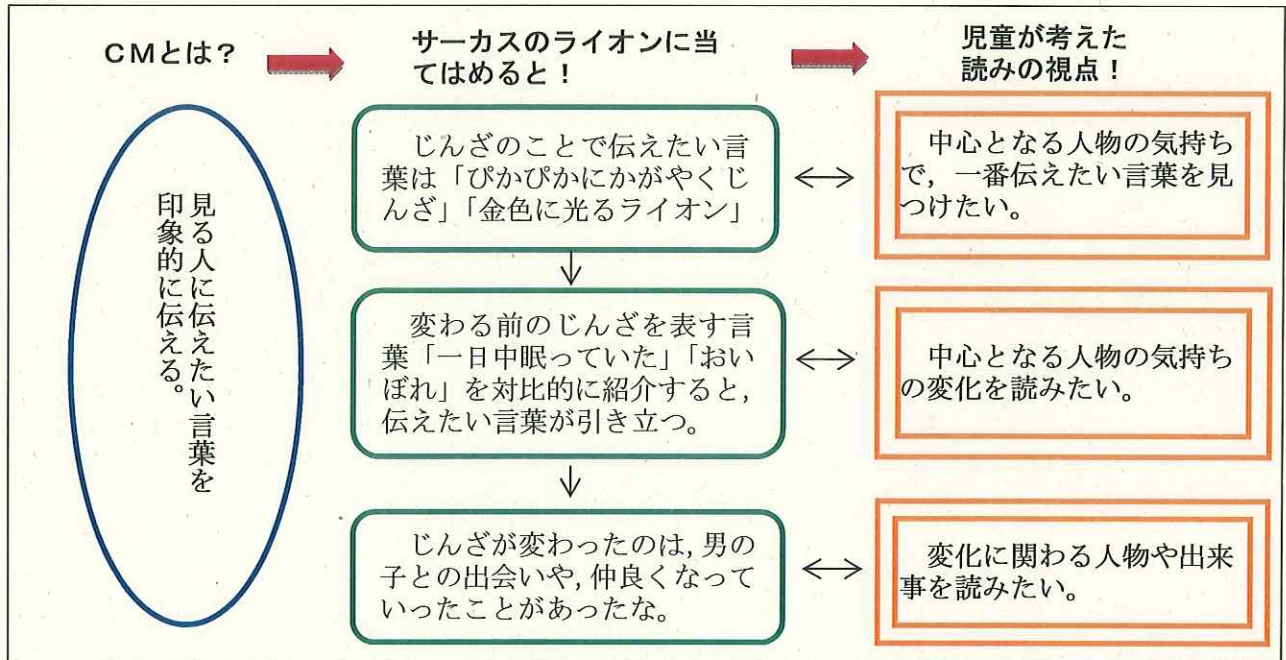 CMとは?
サーカスのライオンに当
てはめると!
児童が考えた
読みの視点!
見る人に伝えたい言葉を
印象的に伝える。
じんざのことで伝えたい言
葉は「ぴかぴかにかがやくじ
んざ」「金色に光るライオン」
中心となる人物の気持ち
で,一番伝えたい言葉を見
つけたい。
変わる前のじんざを表す言
葉「一日中眠っていた」「おい
ぼれ」を対比的に紹介すると,
伝えたい言葉が引き立つ。
中心となる人物の気持ち
の変化を読みたい。
じんざが変わったのは,男の
子との出会いや,仲良くなって
いったことがあったな。
変化に関わる人物や出来
事を読みたい。